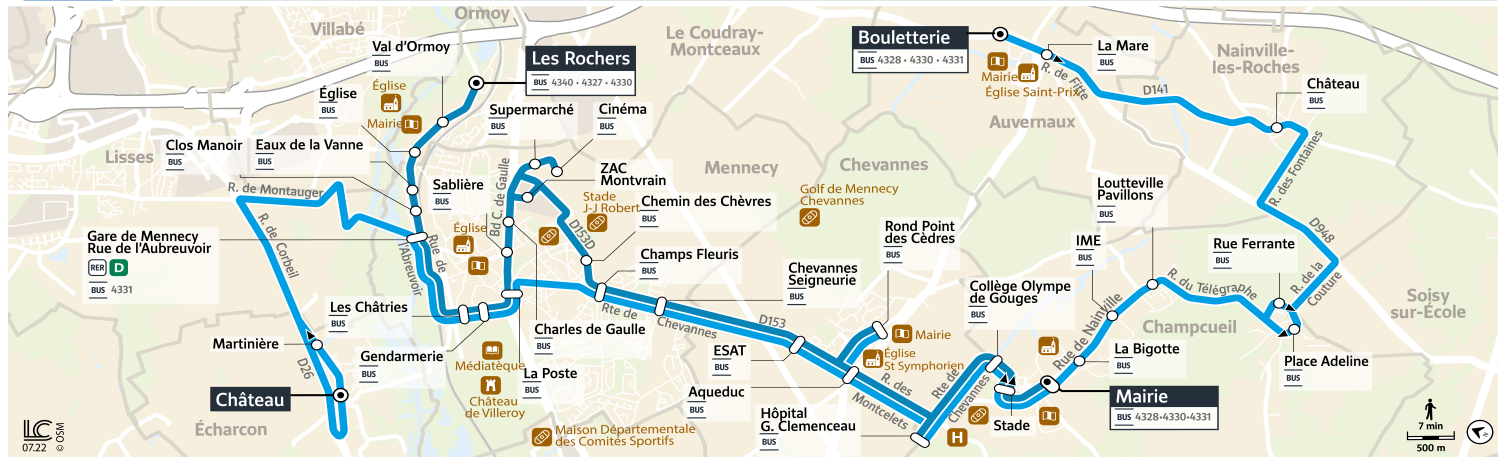 Villabé
Ormoy
Le Coudray-
Montceaux
Nainville-
les-Roches
Auvernaux
Lisses
Mennecy
Chevannes
Champcueil
Soisy
sur-École
Écharcon
Val d'Ormoy
BUS
Les Rochers
BUS 4340 • 4327 • 4330
Église
BUS
Église
Mairie
Clos Manoir
BUS
Eaux de la Vanne
BUS
Sablière
BUS
Supermarché
BUS
Cinéma
BUS
ZAC
Montvrain
BUS
Stade
J-J Robert
Chemin des Chèvres
BUS
Champs Fleuris
BUS
Église
Bd C. de Gaulle
D153D
R. de Montauger
R. de Corbeil
D26
Rue de
l'Abreuvoir
Gare de Mennecy
Rue de l'Aubreuvoir
RER D
BUS 4331
Les Châtries
BUS
Martinière
BUS
Gendarmerie
BUS
Château
Médiathèque
Château
de Villeroy
La Poste
BUS
Charles de Gaulle
BUS
Maison Départementale
des Comités Sportifs
Rte de
Chevannes
D153
Golf de Mennecy
Chevannes
Chevannes
Seigneurie
BUS
Rond Point
des Cèdres
BUS
ESAT
BUS
Aqueduc
BUS
Hôpital
G. Clemenceau
BUS
H
Mairie
Église
St Symphorien
R. des
Montcelets
Rte de
Chevannes
Collège Olympe
de Gouges
BUS
Stade
BUS
IME
BUS
Loutteville
Pavillons
BUS
La Bigotte
BUS
Rue de Nainville
Mairie
BUS 4328•4330•4331
R. du Télégraphe
Rue Ferrante
BUS
Place Adeline
BUS
R. de la
Couture
D948
R. des Fontaines
Château
BUS
D141
La Mare
BUS
R. de Fitte
Bouletterie
BUS 4328 • 4330 • 4331
Mairie
Église Saint-Prix
LC
07.22
© OSM
7 min
500 m